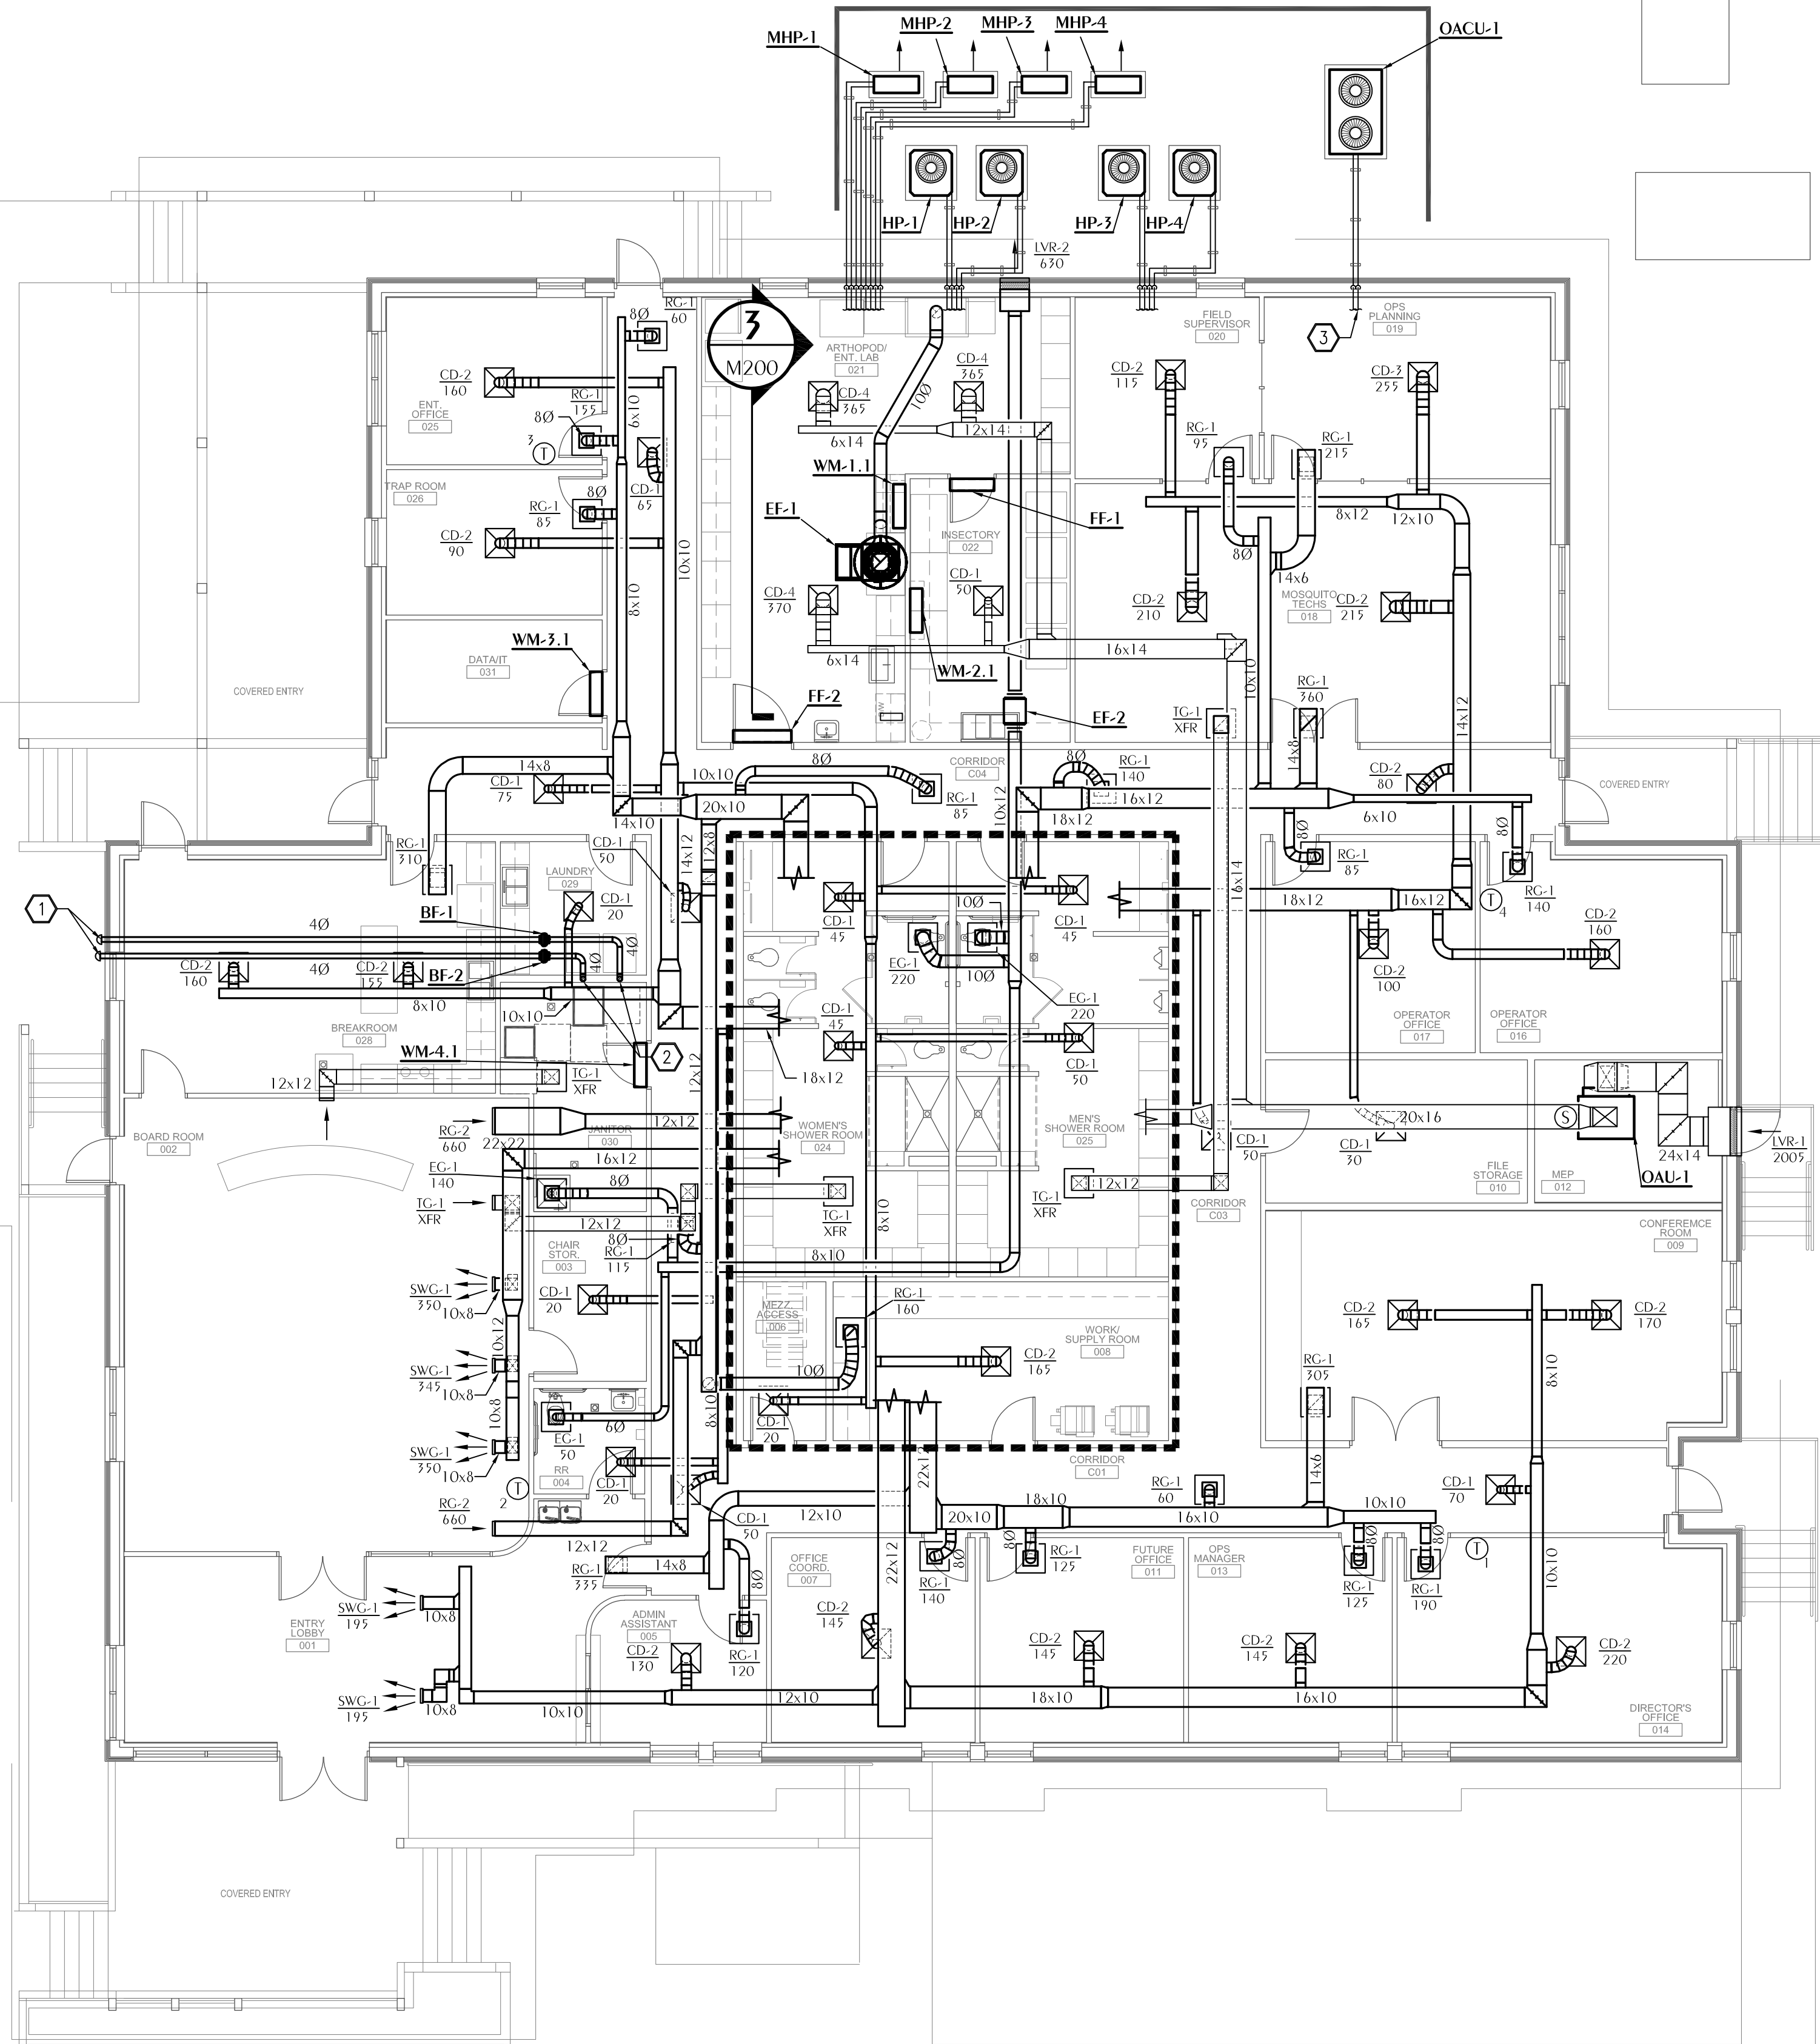 MHP-1
MHP-2
MHP-3
MHP-4
OACU-1
HP-1
HP-2
HP-3
HP-4
LVR-2
630
RG-1
60
8Ø
3
M200
ARTHOPOD/
ENT. LAB
021
FIELD
SUPERVISOR
020
OPS
PLANNING
019
3
CD-2
160
ENT.
OFFICE
025
RG-1
155
8Ø
6x10
3
T
CD-4
365
CD-4
365
10Ø
6x14
12x14
CD-2
115
CD-3
255
RG-1
95
RG-1
215
TRAP ROOM
026
RG-1
85
8Ø
CD-1
65
WM-1.1
EF-1
FF-1
8x12
12x10
CD-2
90
10x10
8x10
INSECTORY
022
8Ø
14x6
CD-4
370
CD-1
50
CD-2
210
MOSQUITO
TECHS
018
CD-2
215
DATA/IT
031
WM-3.1
6x14
16x14
WM-2.1
10x10
COVERED ENTRY
FF-2
D/W
EF-2
TG-1
XFR
RG-1
360
14x8
14x12
14x8
CD-1
75
10x10
8Ø
CORRIDOR
C04
8Ø
RG-1
140
CD-2
80
COVERED ENTRY
14x10
20x10
RG-1
85
10x12
18x12
16x12
6x10
RG-1
310
LAUNDRY
029
CD-1
50
14x12
12x8
8Ø
RG-1
85
8Ø
RG-1
140
1
BF-1
CD-1
20
CD-1
45
10Ø
CD-1
45
16x14
18x12
16x12
T
4
CD-2
160
4Ø
4Ø
BF-2
4Ø
4Ø
CD-2
160
CD-2
155
EG-1
220
10Ø
EG-1
220
CD-2
100
8x10
10x10
BREAKROOM
028
WM-4.1
2
CD-1
45
CD-1
50
OPERATOR
OFFICE
017
OPERATOR
OFFICE
016
12x12
TG-1
XFR
18x12
12x12
BOARD ROOM
002
RG-2
660
22x22
JANITOR
030
12x12
16x12
WOMEN'S
SHOWER ROOM
024
MEN'S
SHOWER ROOM
025
CD-1
50
CD-1
30
20x16
S
24x14
LVR-1
2005
OAU-1
FILE
STORAGE
010
MEP
012
EG-1
140
8Ø
TG-1
XFR
12x12
TG-1
XFR
TG-1
XFR
12x12
CORRIDOR
C03
CHAIR
STOR.
003
8Ø
RG-1
115
8x10
8x10
CONFEREMCE
ROOM
009
SWG-1
350
10x8
CD-1
20
10x12
MEZZ.
ACCESS
006
RG-1
160
WORK/
SUPPLY ROOM
008
CD-2
165
CD-2
170
SWG-1
345
10x8
10Ø
CD-2
165
RG-1
305
8x10
10x8
8x10
6Ø
EG-1
50
CD-1
20
SWG-1
350
10x8
RR
004
CD-1
20
T
2
22x12
CORRIDOR
C01
RG-1
60
14x6
CD-1
70
RG-2
660
12x12
CD-1
50
12x10
20x10
18x10
16x10
10x10
T
1
RG-1
335
14x8
8Ø
OFFICE
COORD.
007
22x12
RG-1
140
8Ø
8Ø
RG-1
125
FUTURE
OFFICE
011
OPS
MANAGER
013
8Ø
RG-1
125
8Ø
RG-1
190
10x10
ENTRY
LOBBY
001
SWG-1
195
10x8
ADMIN
ASSISTANT
005
CD-2
130
RG-1
120
CD-2
145
CD-2
145
CD-2
145
CD-2
220
SWG-1
195
10x8
10x10
12x10
18x10
16x10
DIRECTOR'S
OFFICE
014
COVERED ENTRY